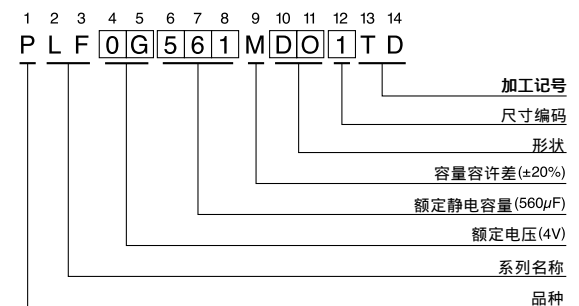 1 2 3 4 5 6 7 8 9 10 11 12 13 14
P L F 0 G 5 6 1 M D O 1 T D
加工记号
尺寸编码
形状
容量容许差(±20%)
额定静电容量(560µF)
额定电压(4V)
系列名称
品种